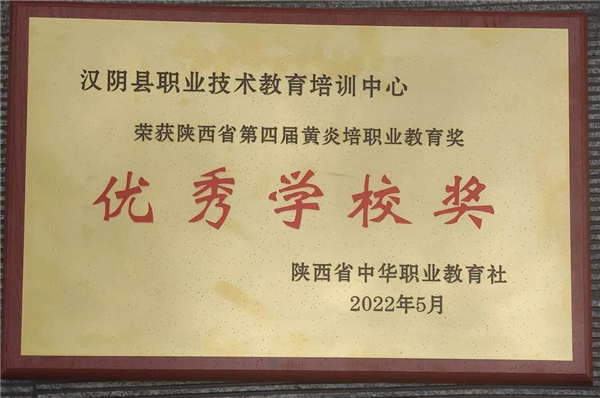 汉阴县职业技术教育培训中心
荣获陕西省第四届黄炎培职业教育奖
优秀学校奖
陕西省中华职业教育社
2022年5月